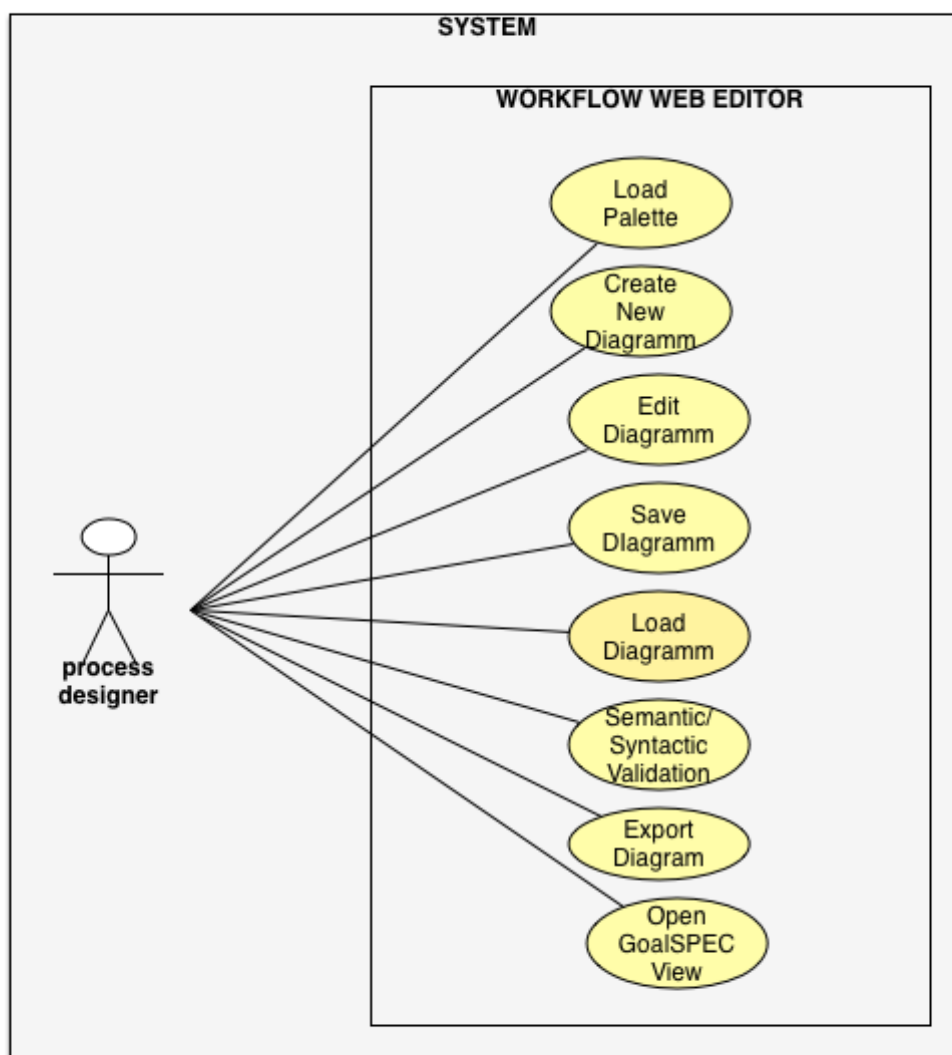 SYSTEM
WORKFLOW WEB EDITOR
Load
Palette
Create
New
Diagramm
Edit
Diagramm
Save
DIagramm
Load
Diagramm
Semantic/
Syntactic
Validation
Export
Diagram
Open
GoalSPEC
View
process
designer